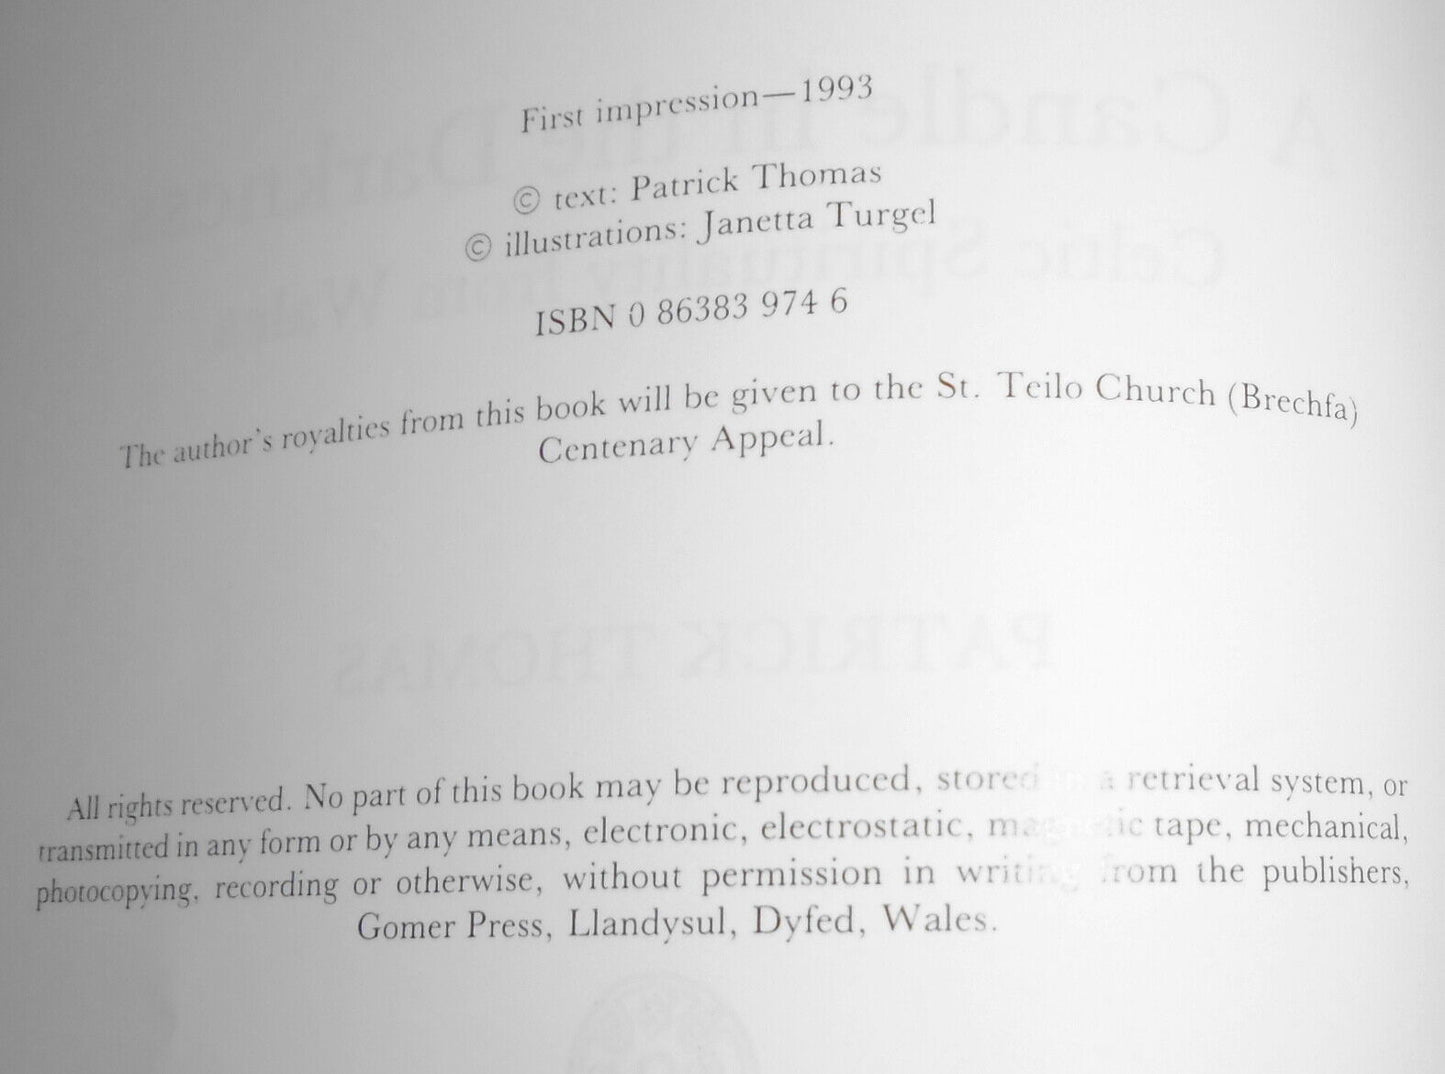 First impression—1993
© text: Patrick Thomas
© illustrations: Janetta Turgel
ISBN 0 86383 974 6
The author's royalties from this book will be given to the St. Teilo Church (Brechfa)
Centenary Appeal.
All rights reserved. No part of this book may be reproduced, stored a retrieval system, or
transmitted in any form or by any means, electronic, electrostatic, tape, mechanical,
photocopying, recording or otherwise, without permission in writing from the publishers,
Gomer Press, Llandysul, Dyfed, Wales.